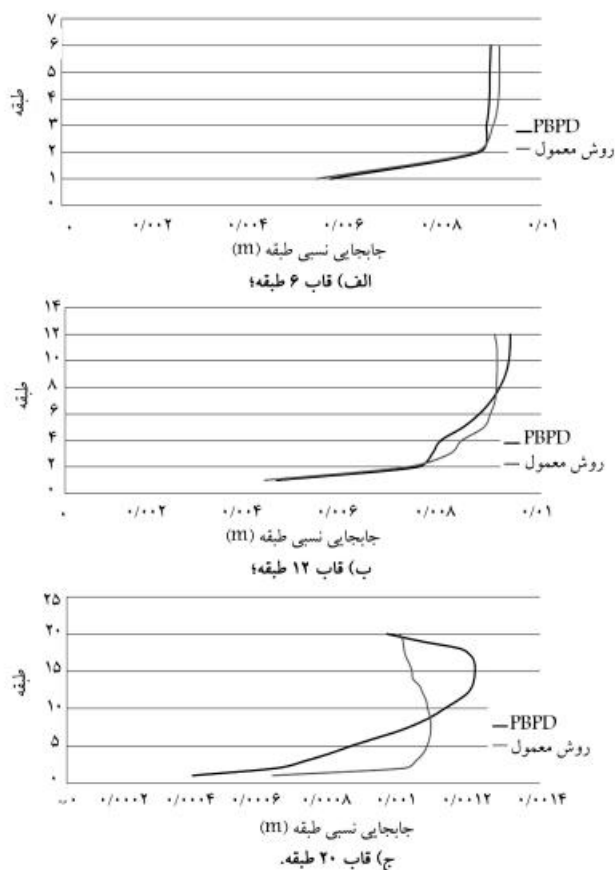 ۷
۶
۵
۴
۳
۲
۱
۰
طبقه
PBPD
روش معمول
۰ ۰/۰۰۲ ۰/۰۰۴ ۰/۰۰۶ ۰/۰۰۸ ۰/۰۱
جابجایی نسبی طبقه (m)
الف) قاب ۶ طبقه؛
۱۴
۱۲
۱۰
۸
۶
۴
۲
۰
طبقه
PBPD
روش معمول
۰ ۰/۰۰۲ ۰/۰۰۴ ۰/۰۰۶ ۰/۰۰۸ ۰/۰۱
جابجایی نسبی طبقه (m)
ب) قاب ۱۲ طبقه؛
۲۵
۲۰
۱۵
۱۰
۵
۰
طبقه
PBPD
روش معمول
۰ ۰/۰۰۰۲ ۰/۰۰۰۴ ۰/۰۰۰۶ ۰/۰۰۰۸ ۰/۰۰۱ ۰/۰۰۱۲ ۰/۰۰۱۴
جابجایی نسبی طبقه (m)
ج) قاب ۲۰ طبقه.